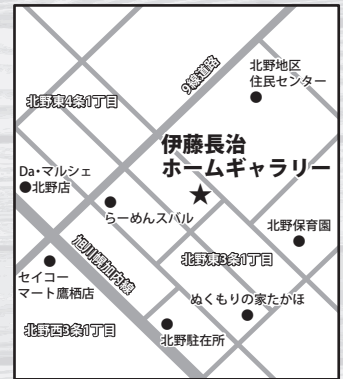 9線道路
北野地区
住民センター
北野東4条1丁目
伊藤長治
ホームギャラリー
Da・マルシェ
北野店
らーめんスバル
北野保育園
旭川幌加内線
北野東3条1丁目
セイコー
マート鷹栖店
ぬくもりの家たかほ
北野西3条1丁目
北野駐在所